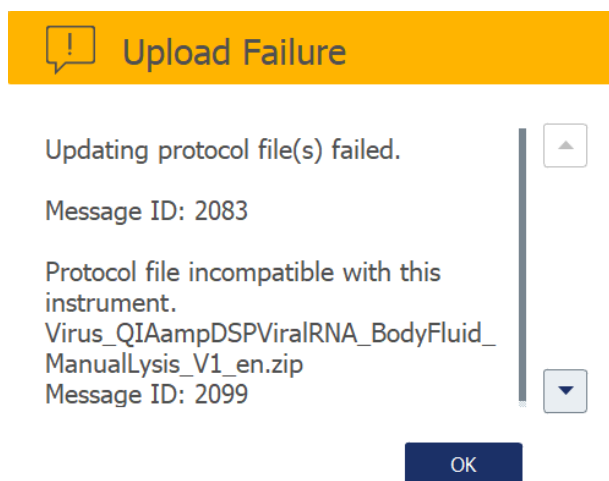 Upload Failure
Updating protocol file(s) failed.
Message ID: 2083
Protocol file incompatible with this
instrument.
Virus_QIAampDSPViralRNA_BodyFluid_
ManualLysis_V1_en.zip
Message ID: 2099
OK